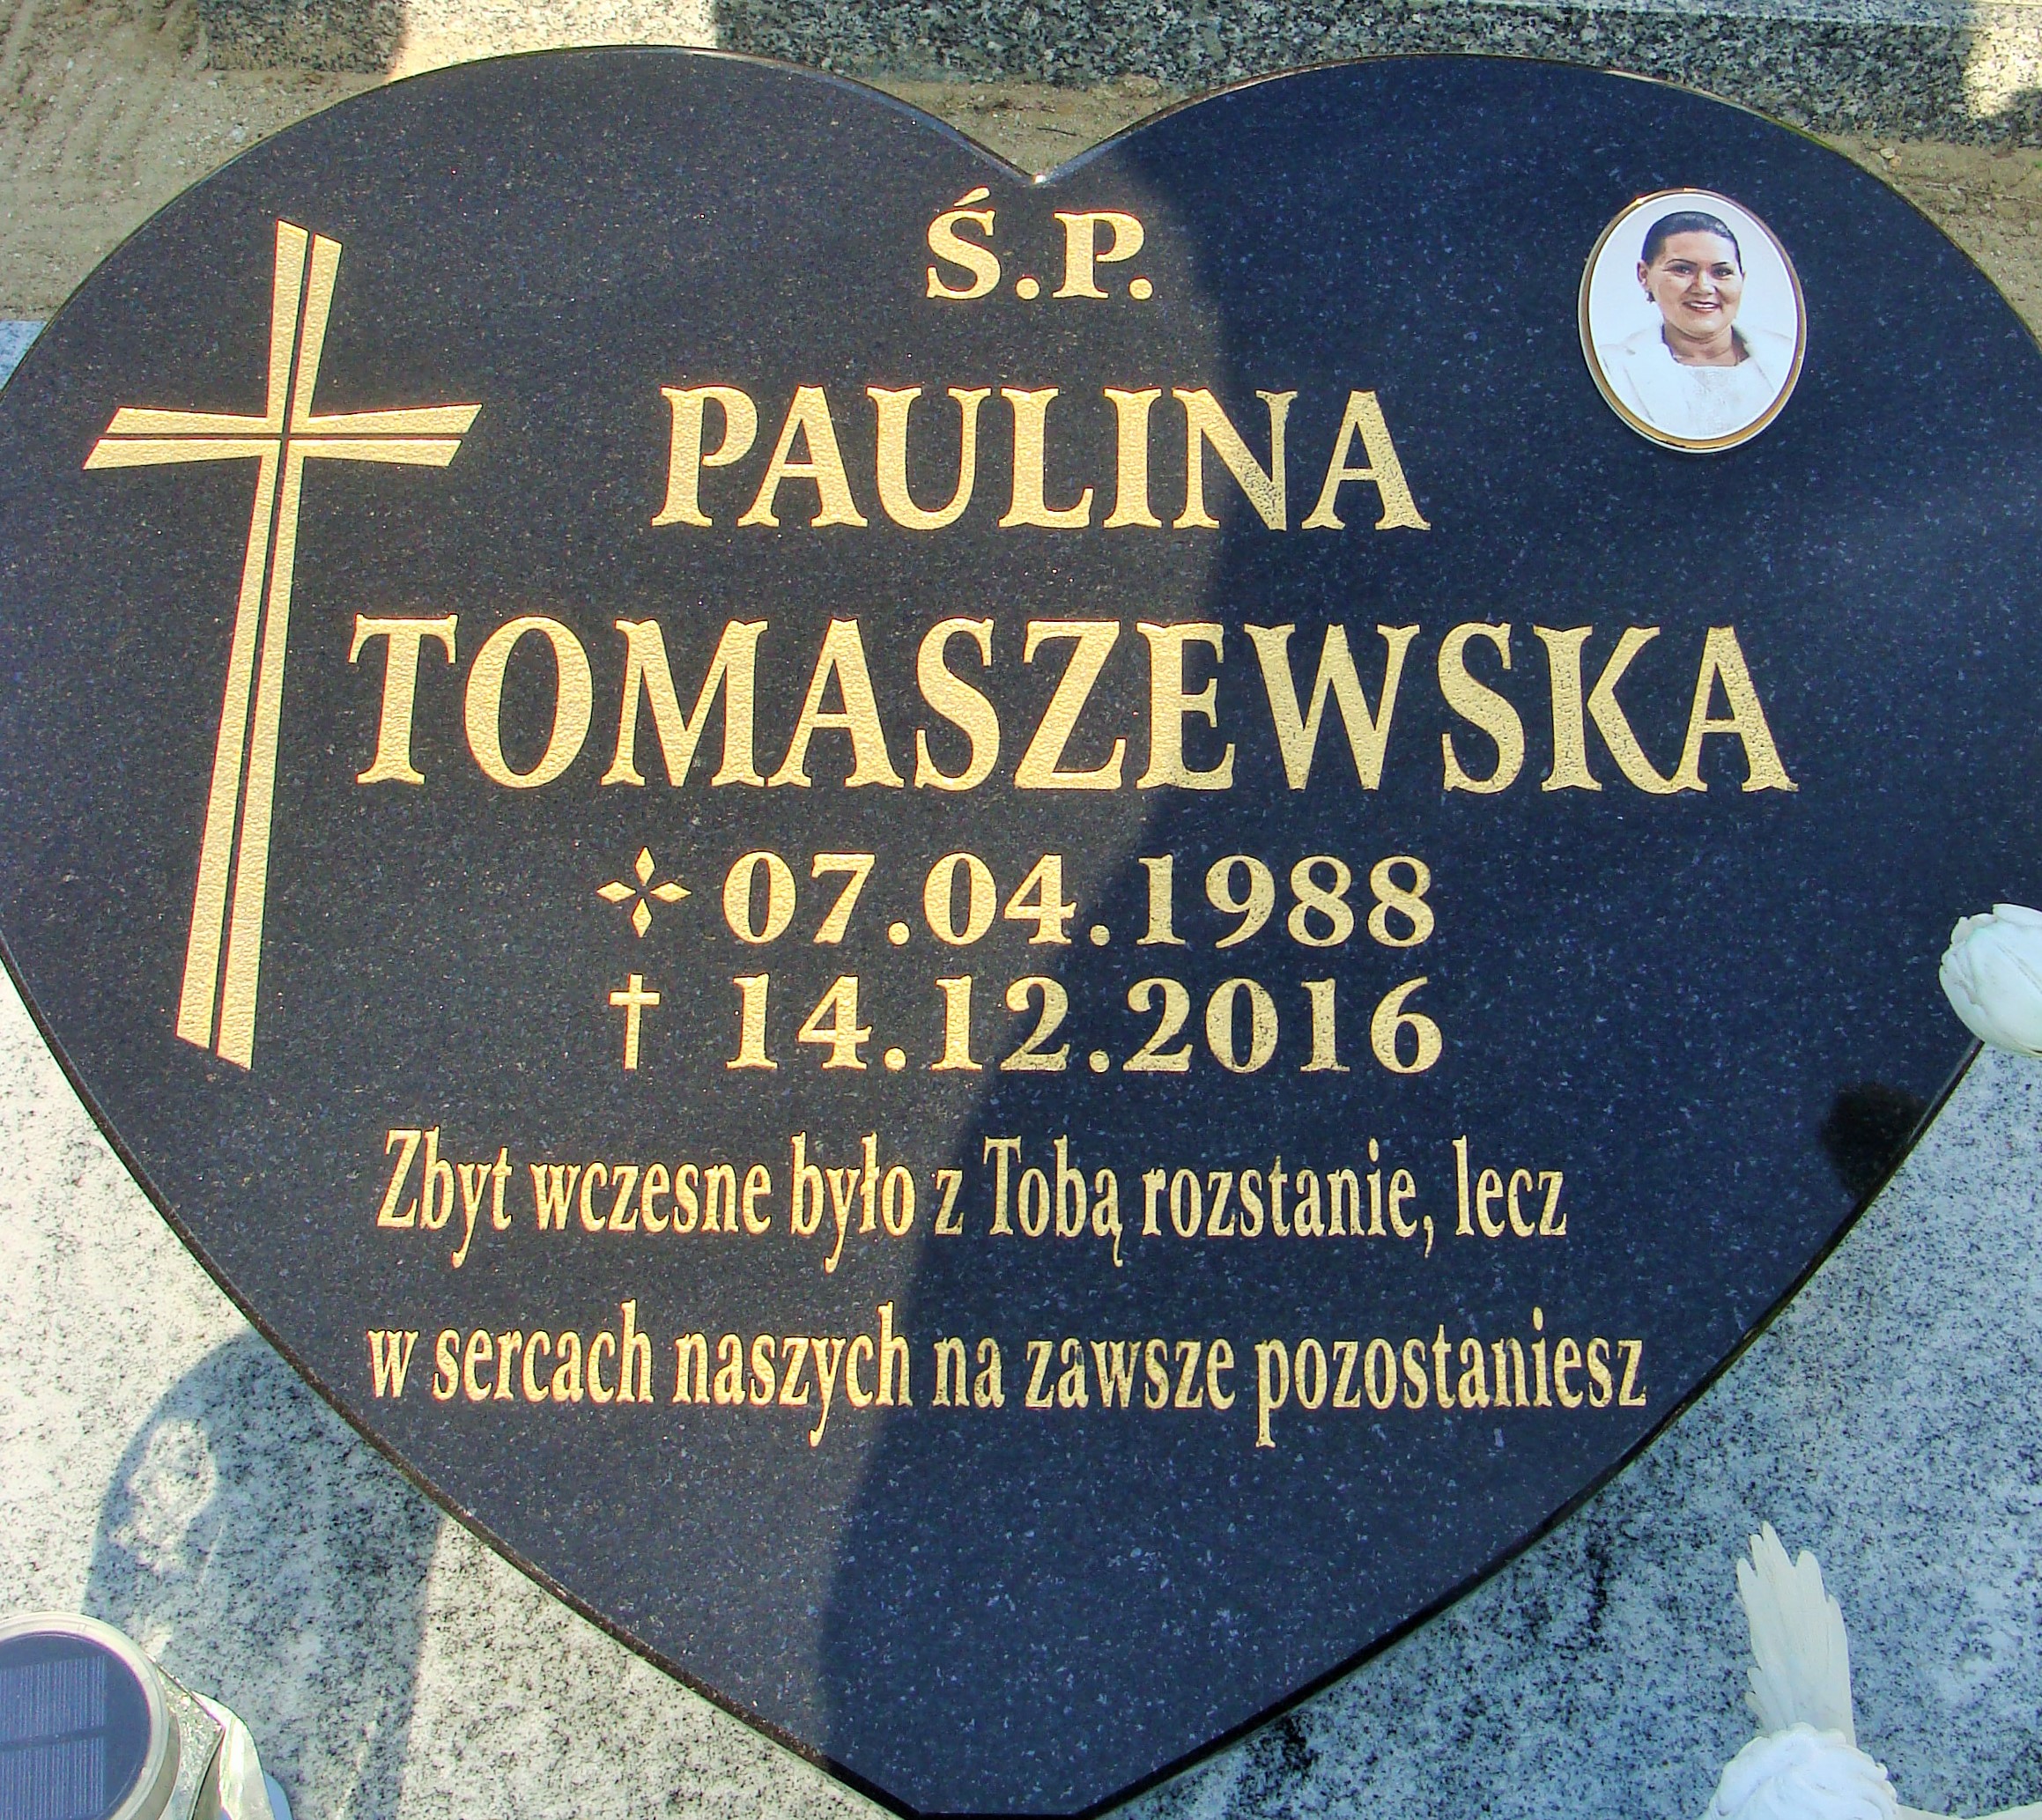 Ś.P.
PAULINA
TOMASZEWSKA
07.04.1988
14.12.2016
Zbyt wczesne było z Tobą rozstanie, lecz
w sercach naszych na zawsze pozostaniesz